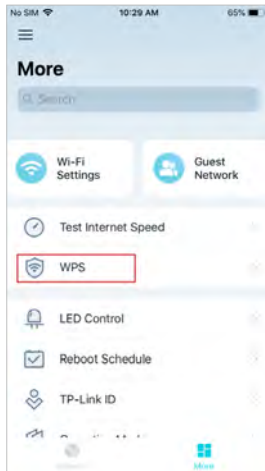 No SIM 10:29 AM 65%
More
Search
Wi-Fi
Settings
Guest
Network
Test Internet Speed
WPS
LED Control
Reboot Schedule
TP-Link ID
More